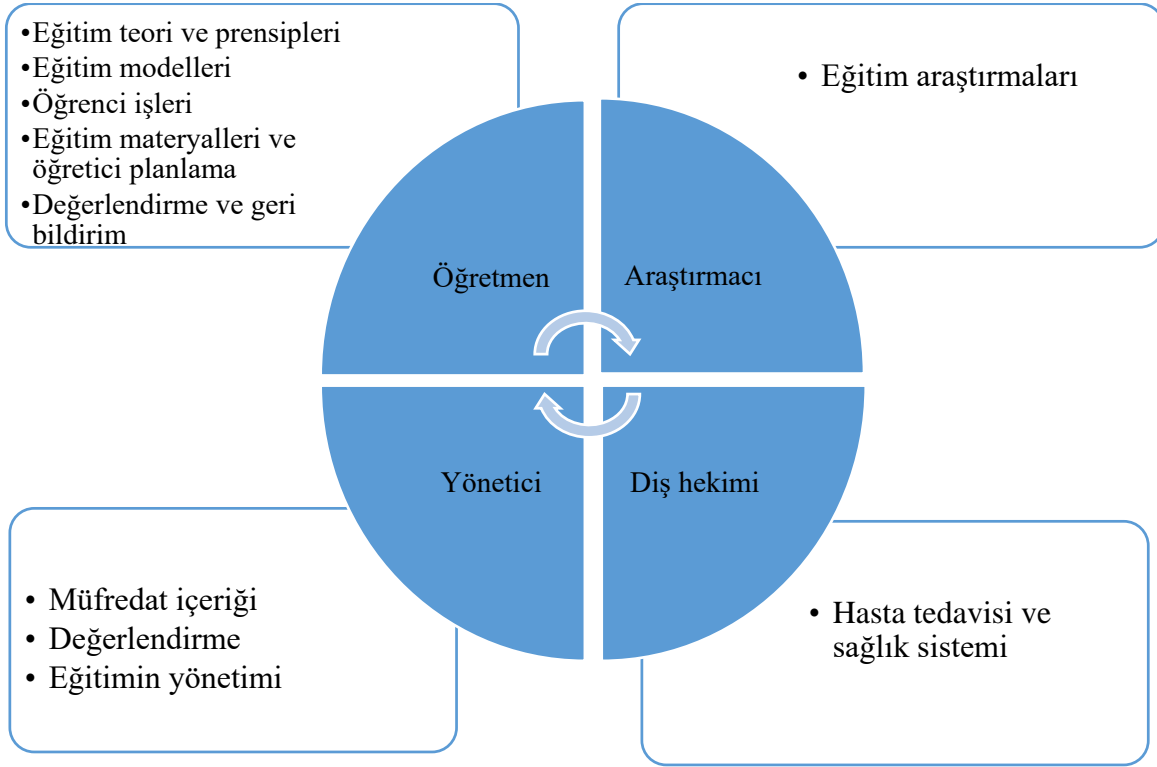 •Eğitim teori ve prensipleri
•Eğitim modelleri
•Öğrenci işleri
•Eğitim materyalleri ve
öğretici planlama
•Değerlendirme ve geri
bildirim
• Eğitim araştırmaları
Öğretmen
Araştırmacı
Yönetici
Diş hekimi
• Müfredat içeriği
• Değerlendirme
• Eğitimin yönetimi
• Hasta tedavisi ve
sağlık sistemi